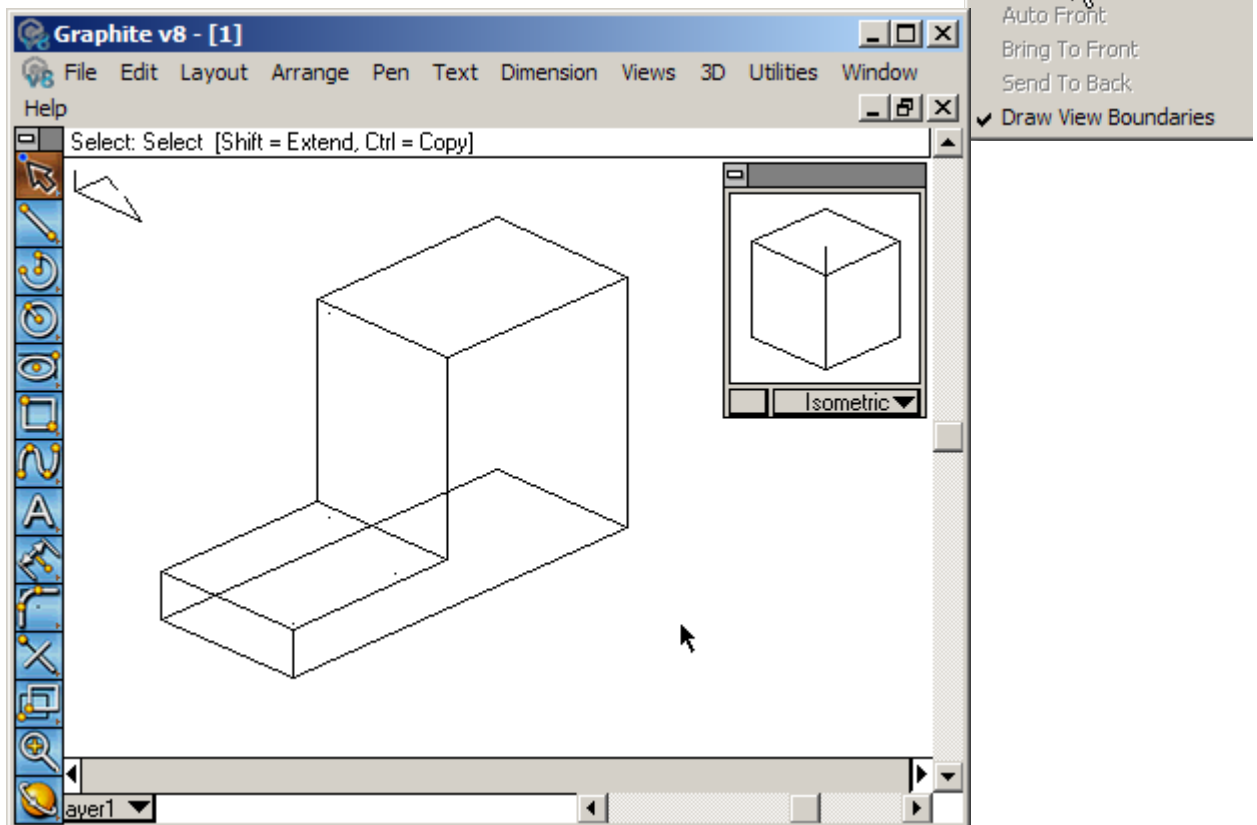 Graphite v8 - [1]
File Edit Layout Arrange Pen Text Dimension Views 3D Utilities Window
Help
Select: Select [Shift = Extend, Ctrl = Copy]
Isometric
ayer1
Auto Front
Bring To Front
Send To Back
Draw View Boundaries